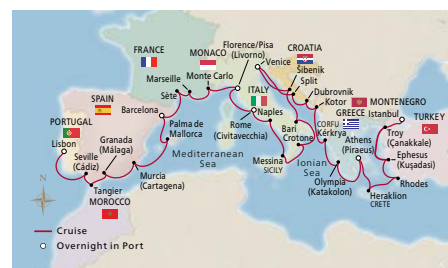 FRANCE
MONACO
Florence/Pisa
(Livorno)
Venice
CROATIA
Šibenik
Split
Marseille
Monte Carlo
Sète
Dubrovnik
Kotor
MONTENEGRO
SPAIN
Barcelona
ITALY
Naples
GREECE
Istanbul
CORFU
Kérkyra
TURKEY
PORTUGAL
Lisbon
Palma de
Mallorca
Rome
(Civitavecchia)
Bari
Crotone
Troy
(Çanakkale)
Granada
(Málaga)
Seville
(Cádiz)
Mediterranean
Sea
Athens
(Piraeus)
Ephesus
(Kuşadası)
Messina
SICILY
Ionian
Sea
Murcia
(Cartagena)
Tangier
MOROCCO
Olympia
(Katakolon)
Rhodes
Heraklion
CRETE
N
Cruise
Overnight in Port